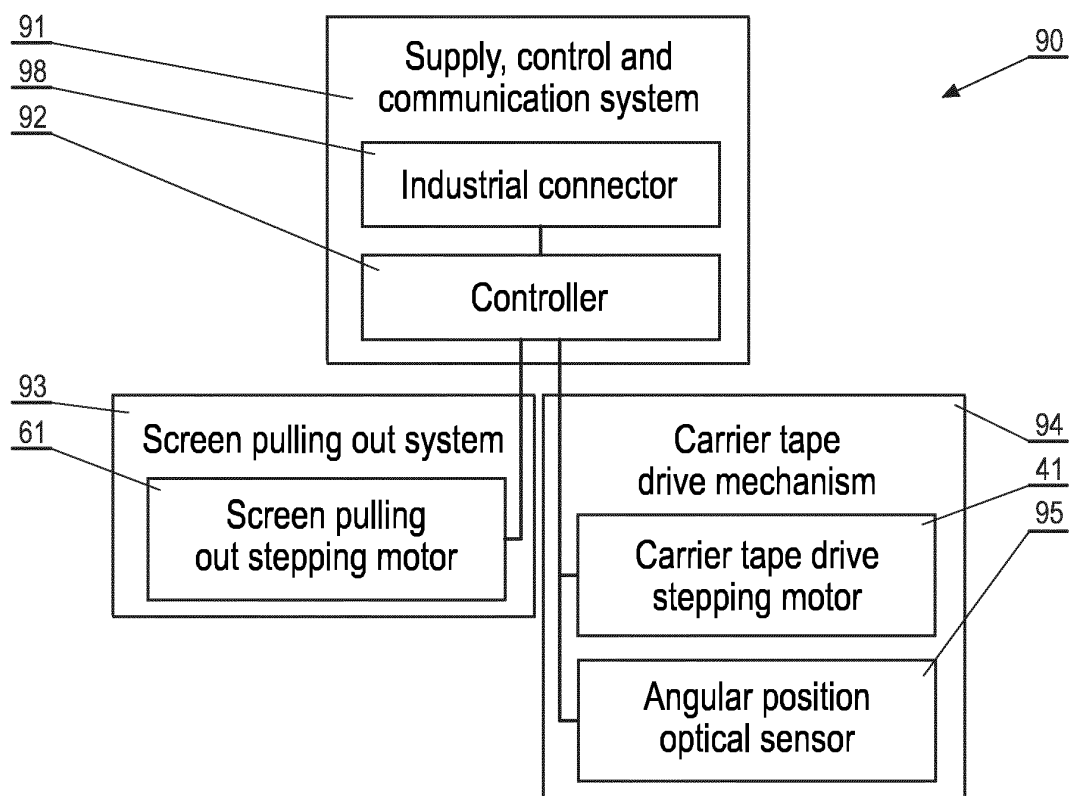 91
98
92
Supply, control and
communication system
90
Industrial connector
Controller
93
61
Screen pulling out system
Screen pulling
out stepping motor
94
41
95
Carrier tape
drive mechanism
Carrier tape drive
stepping motor
Angular position
optical sensor